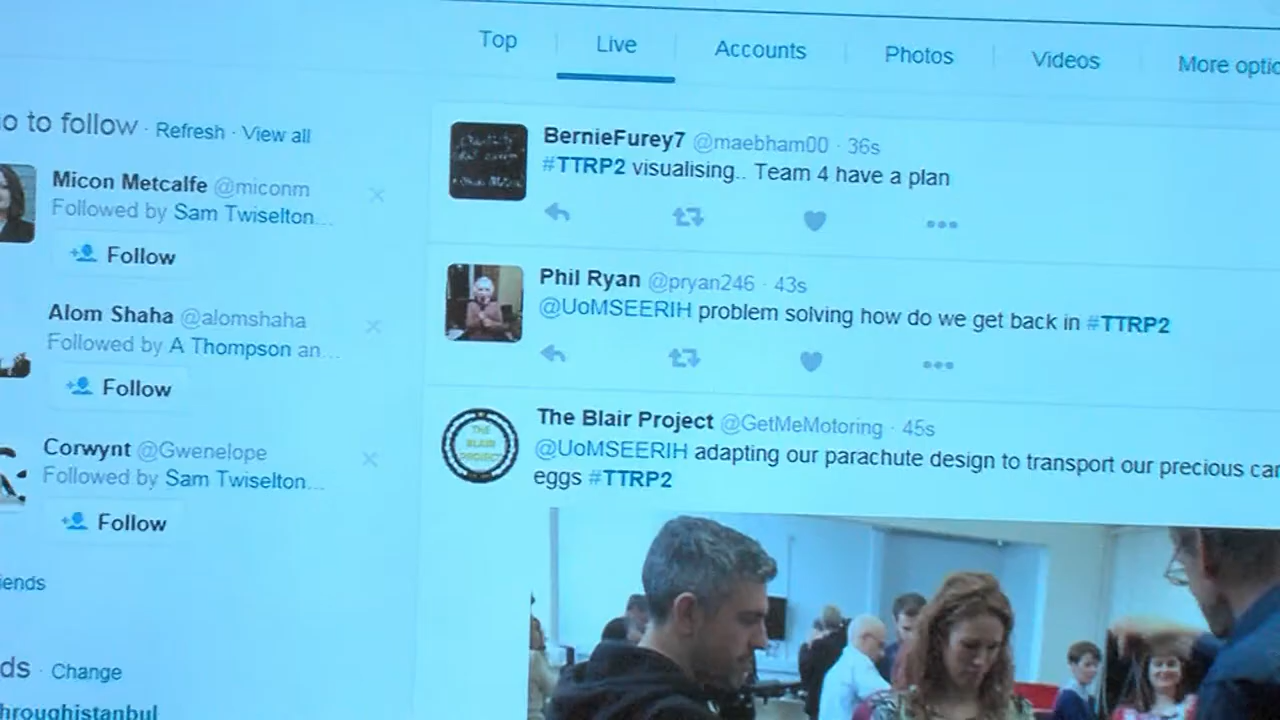 Top Live Accounts Photos Videos More optio
o to follow · Refresh · View all
Micon Metcalfe @miconm
Followed by Sam Twiselton...
Follow
Alom Shaha @alomshaha
Followed by A Thompson an...
Follow
Corwynt @Gwenelope
Followed by Sam Twiselton...
Follow
iends
ds · Change
hroughistanbul
BernieFurey7 @maebham00 · 36s
#TTRP2 visualising.. Team 4 have a plan
Phil Ryan @pryan246 · 43s
@UoMSEERIH problem solving how do we get back in #TTRP2
THE
BLAIR
PROJECT
The Blair Project @GetMeMotoring · 45s
@UoMSEERIH adapting our parachute design to transport our precious car
eggs #TTRP2